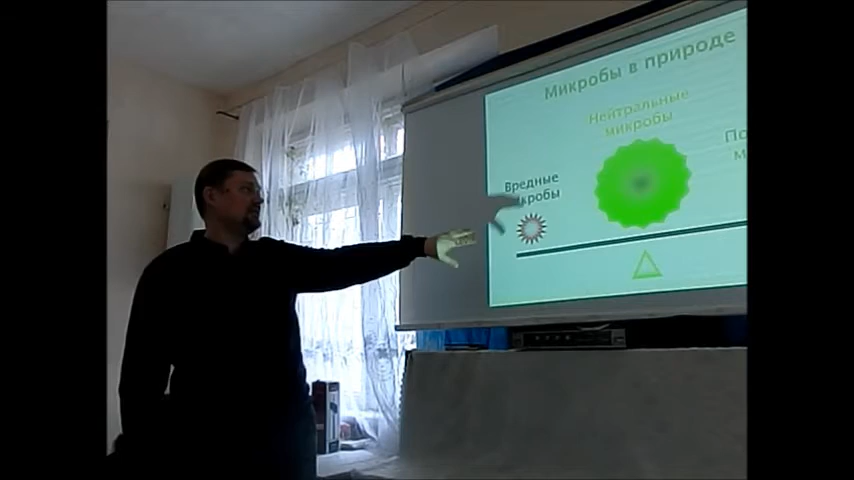 Микробы в природе
Нейтральные
микробы
Вредные
микробы